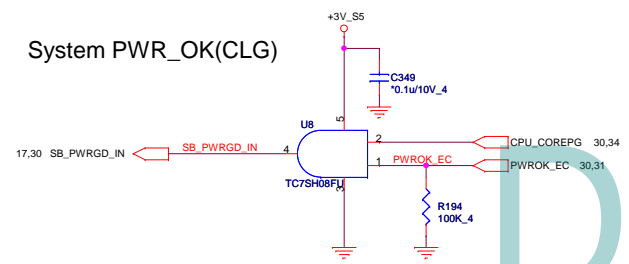 +3V_S5
System PWR_OK(CLG)
C349
*0.1u/10V_4
U8
5
2
CPU_COREPG 30,34
17,30 SB_PWRGD_IN
SB_PWRGD_IN
4
1
PWROK_EC
PWROK_EC 30,31
TC7SH08FU
3
R194
100K_4
D